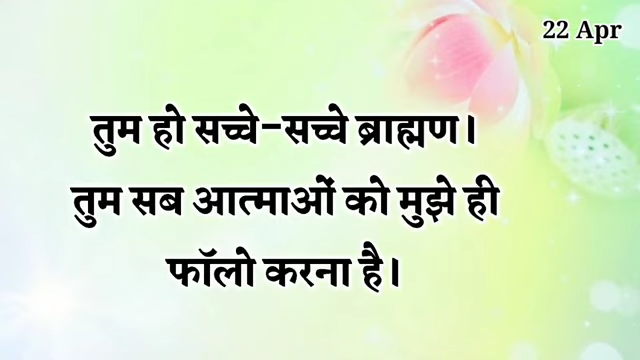 22 Apr
तुम हो सच्चे-सच्चे ब्राह्मण।
तुम सब आत्माओं को मुझे ही
फॉलो करना है।